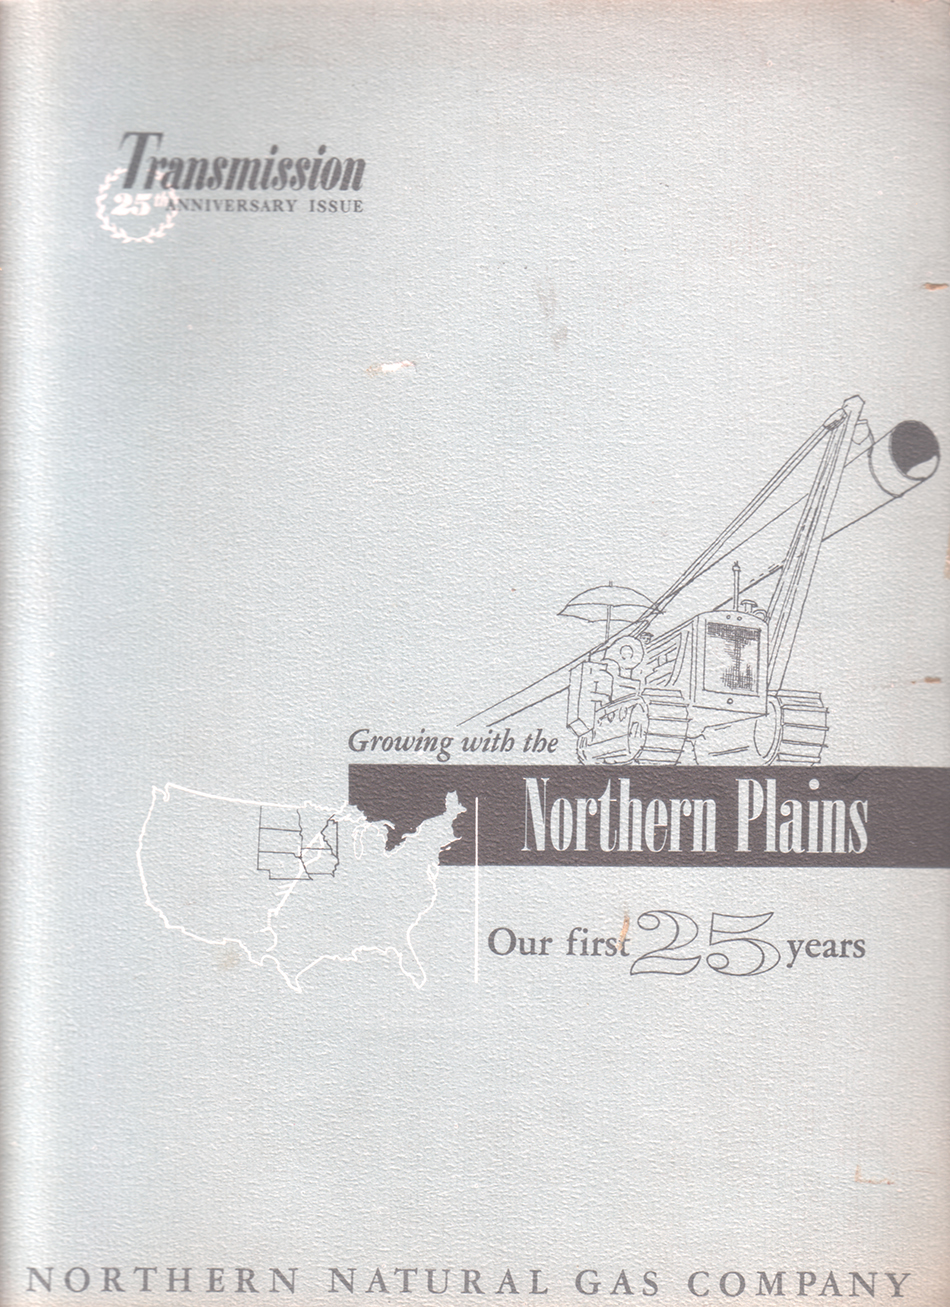 Transmission
25th ANNIVERSARY ISSUE
Growing with the
Northern Plains
Our first 25 years
NORTHERN NATURAL GAS COMPANY